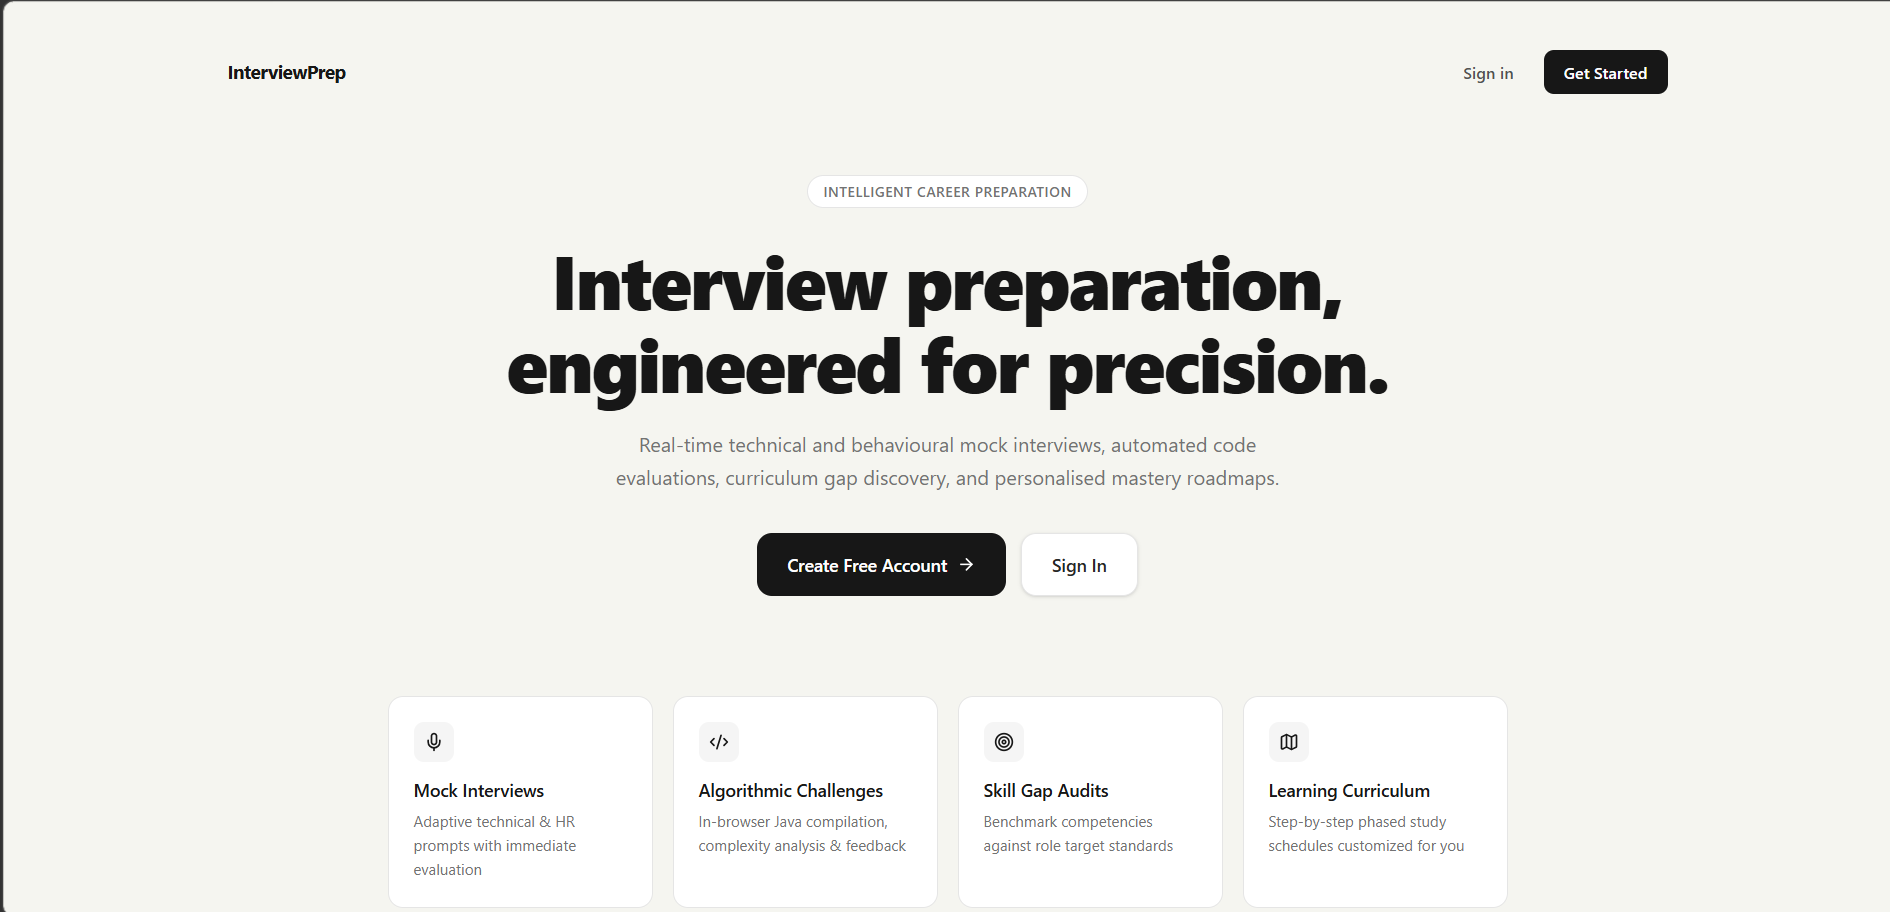 InterviewPrep
Sign in
Get Started
INTELLIGENT CAREER PREPARATION
Interview preparation,
engineered for precision.
Real-time technical and behavioural mock interviews, automated code
evaluations, curriculum gap discovery, and personalised mastery roadmaps.
Create Free Account →
Sign In
Mock Interviews
Adaptive technical & HR
prompts with immediate
evaluation
Algorithmic Challenges
In-browser Java compilation,
complexity analysis & feedback
Skill Gap Audits
Benchmark competencies
against role target standards
Learning Curriculum
Step-by-step phased study
schedules customized for you